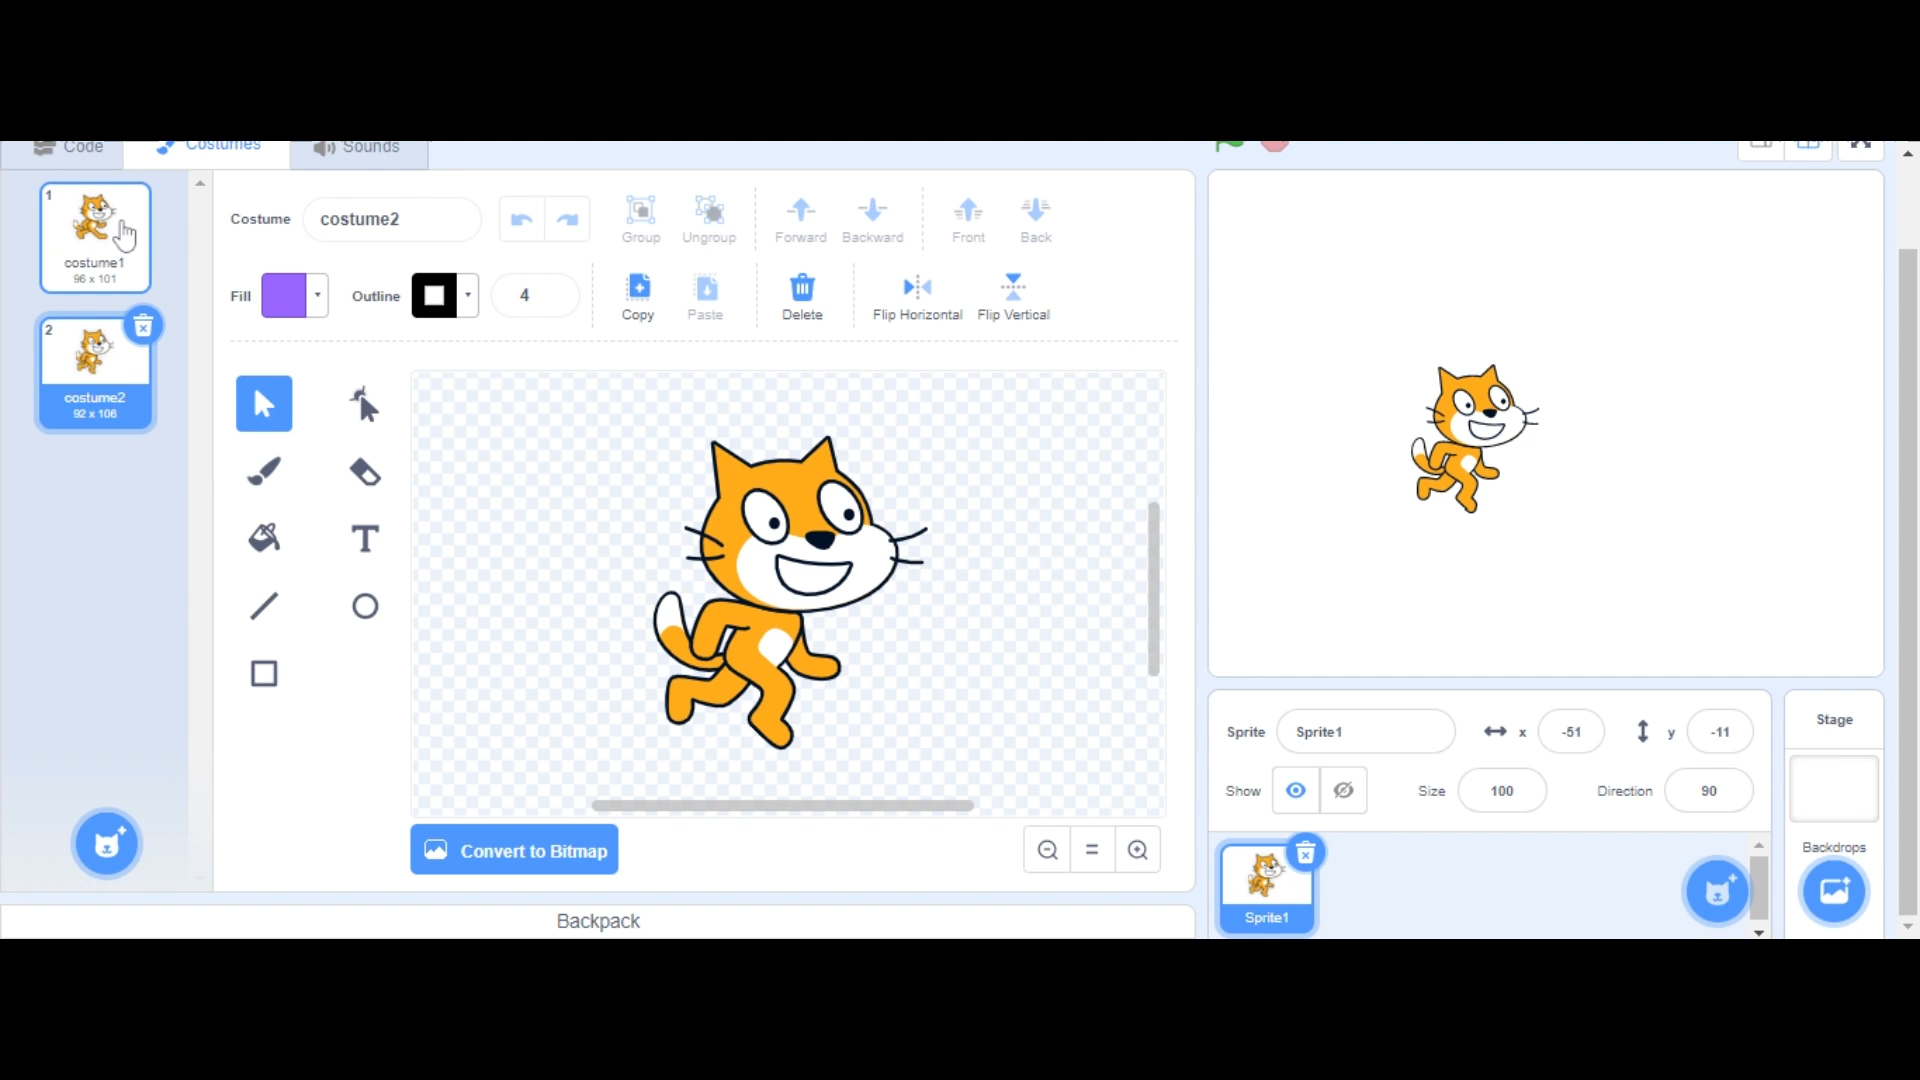 Code Costumes Sounds
1
costume1
96 x 101
2
costume2
92 x 106
Costume costume2
Group Ungroup Forward Backward Front Back
Fill Outline 4
Copy Paste Delete Flip Horizontal Flip Vertical
T
Convert to Bitmap
Backpack
Sprite Sprite1 x -51 y -11
Show Size 100 Direction 90
Sprite1
Stage
Backdrops